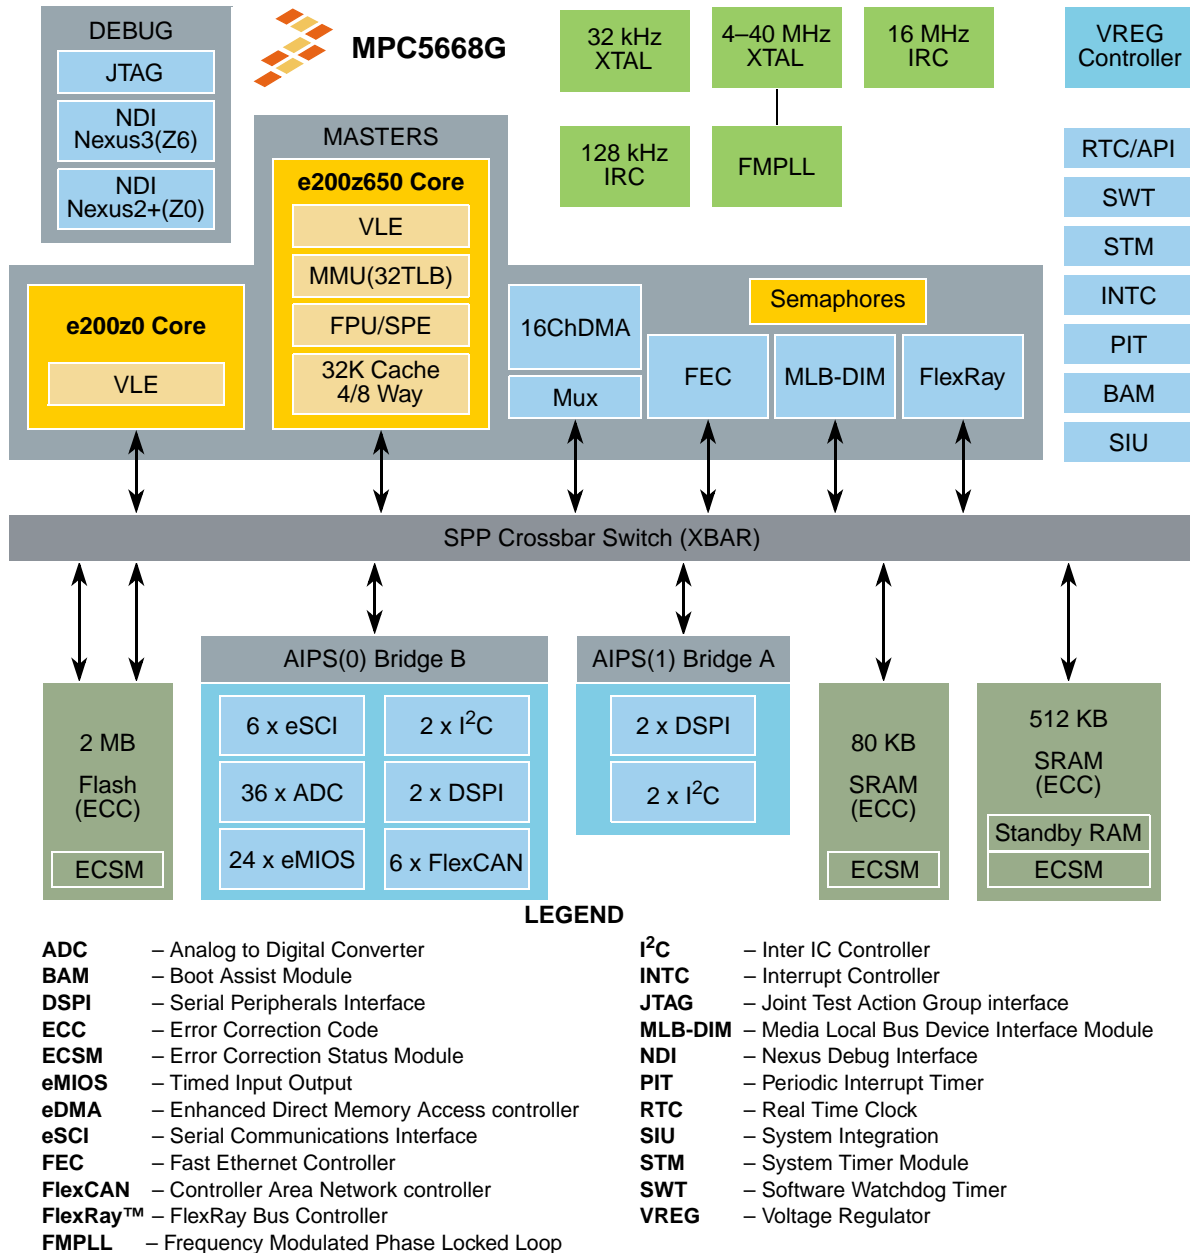 DEBUG
JTAG
NDI
Nexus3(Z6)
NDI
Nexus2+(Z0)
MPC5668G
32 kHz
XTAL
4–40 MHz
XTAL
16 MHz
IRC
128 kHz
IRC
FMPLL
VREG
Controller
RTC/API
SWT
STM
INTC
PIT
BAM
SIU
MASTERS
e200z650 Core
VLE
MMU(32TLB)
FPU/SPE
32K Cache
4/8 Way
e200z0 Core
VLE
16ChDMA
Mux
Semaphores
FEC
MLB-DIM
FlexRay
SPP Crossbar Switch (XBAR)
2 MB
Flash
(ECC)
ECSM
AIPS(0) Bridge B
6 x eSCI
2 x I²C
36 x ADC
2 x DSPI
24 x eMIOS
6 x FlexCAN
AIPS(1) Bridge A
2 x DSPI
2 x I²C
80 KB
SRAM
(ECC)
ECSM
512 KB
SRAM
(ECC)
Standby RAM
ECSM
LEGEND
ADC – Analog to Digital Converter
BAM – Boot Assist Module
DSPI – Serial Peripherals Interface
ECC – Error Correction Code
ECSM – Error Correction Status Module
eMIOS – Timed Input Output
eDMA – Enhanced Direct Memory Access controller
eSCI – Serial Communications Interface
FEC – Fast Ethernet Controller
FlexCAN – Controller Area Network controller
FlexRay™ – FlexRay Bus Controller
FMPLL – Frequency Modulated Phase Locked Loop
I²C – Inter IC Controller
INTC – Interrupt Controller
JTAG – Joint Test Action Group interface
MLB-DIM – Media Local Bus Device Interface Module
NDI – Nexus Debug Interface
PIT – Periodic Interrupt Timer
RTC – Real Time Clock
SIU – System Integration
STM – System Timer Module
SWT – Software Watchdog Timer
VREG – Voltage Regulator